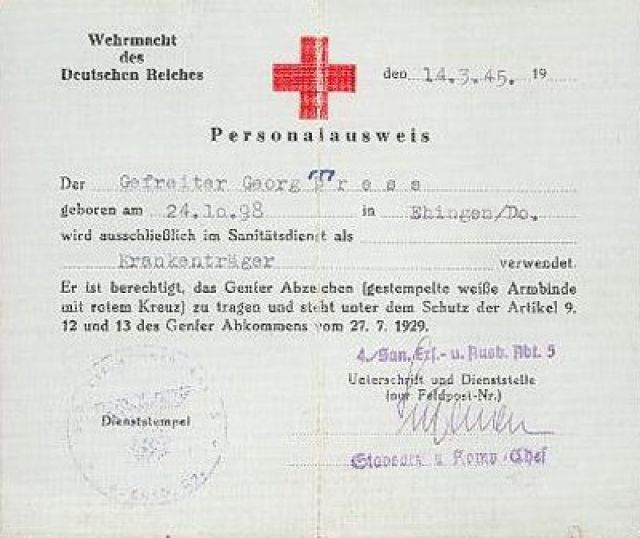 Wehrmacht
des
Deutschen Reiches
den 14.3.45. 19
Personalausweis
Der Gefreiter Georg
geboren am 24.10.98 in Ehingen/Do.
wird ausschließlich im Sanitätsdienst als
Krankenträger verwendet.
Er ist berechtigt, das Genfer Abzeichen (gestempelte weiße Armbinde
mit rotem Kreuz) zu tragen und steht unter dem Schutz der Artikel 9,
12 und 13 des Genfer Abkommens vom 27. 7. 1929.
4./San. Ers.- u. Ausb. Abt. 5
Unterschrift und Dienststelle
(nur Feldpost-Nr.)
Dienststempel
Stabsarzt u Komp.-Chef